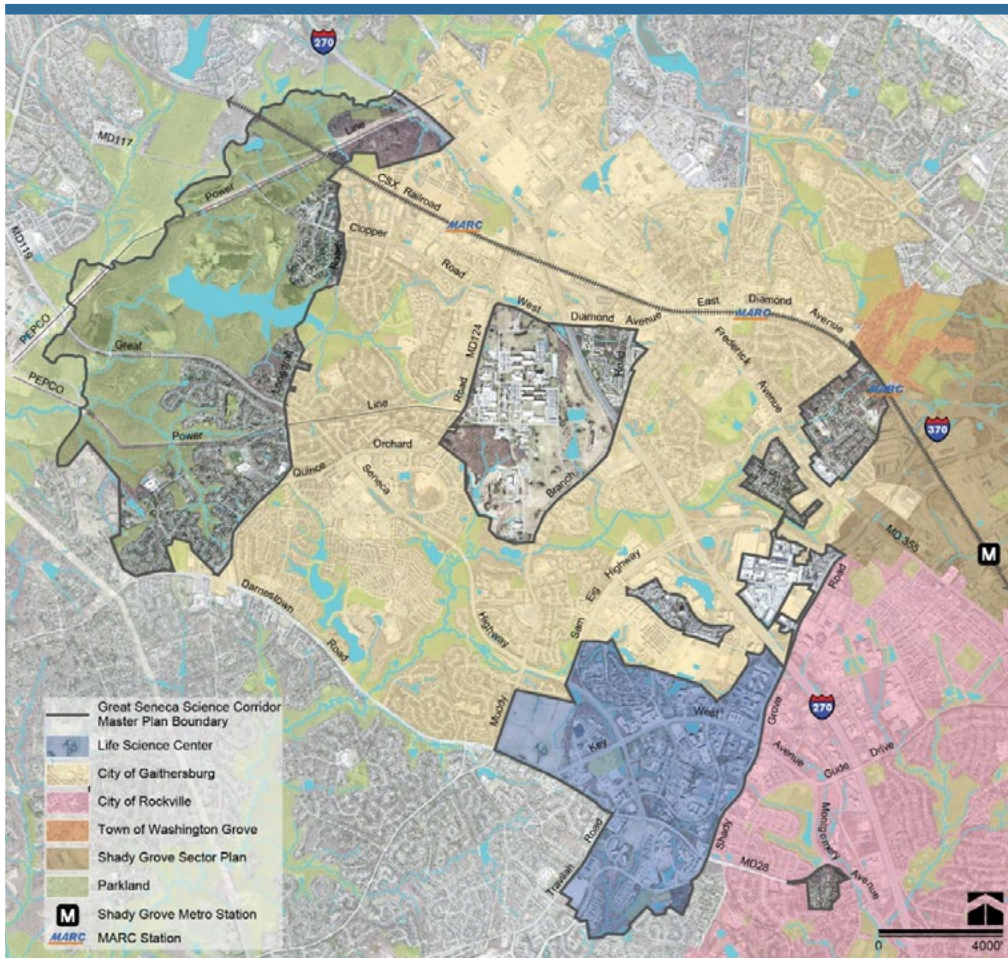 270
MD117
Line
Power
CSX Railroad
MARC
Clopper
Road
MD119
West
Diamond
Avenue
East
Diamond
Avenue
MARC
MD124
Road
Frederick
Avenue
PEPCO
Great
PEPCO
MARC
370
Line
Power
Orchard
Quince
Seneca
Branch
MD 355
M
Highway
Eig
Sam
Road
Darnestown
Road
Highway
Muddy
West
Key
Grove
270
Avenue
Gude
Drive
Montgomery
Avenue
Shady
MD28
Road
Travilah
Great Seneca Science Corridor
Master Plan Boundary
Life Science Center
City of Gaithersburg
City of Rockville
Town of Washington Grove
Shady Grove Sector Plan
Parkland
M Shady Grove Metro Station
MARC MARC Station
0 4000'